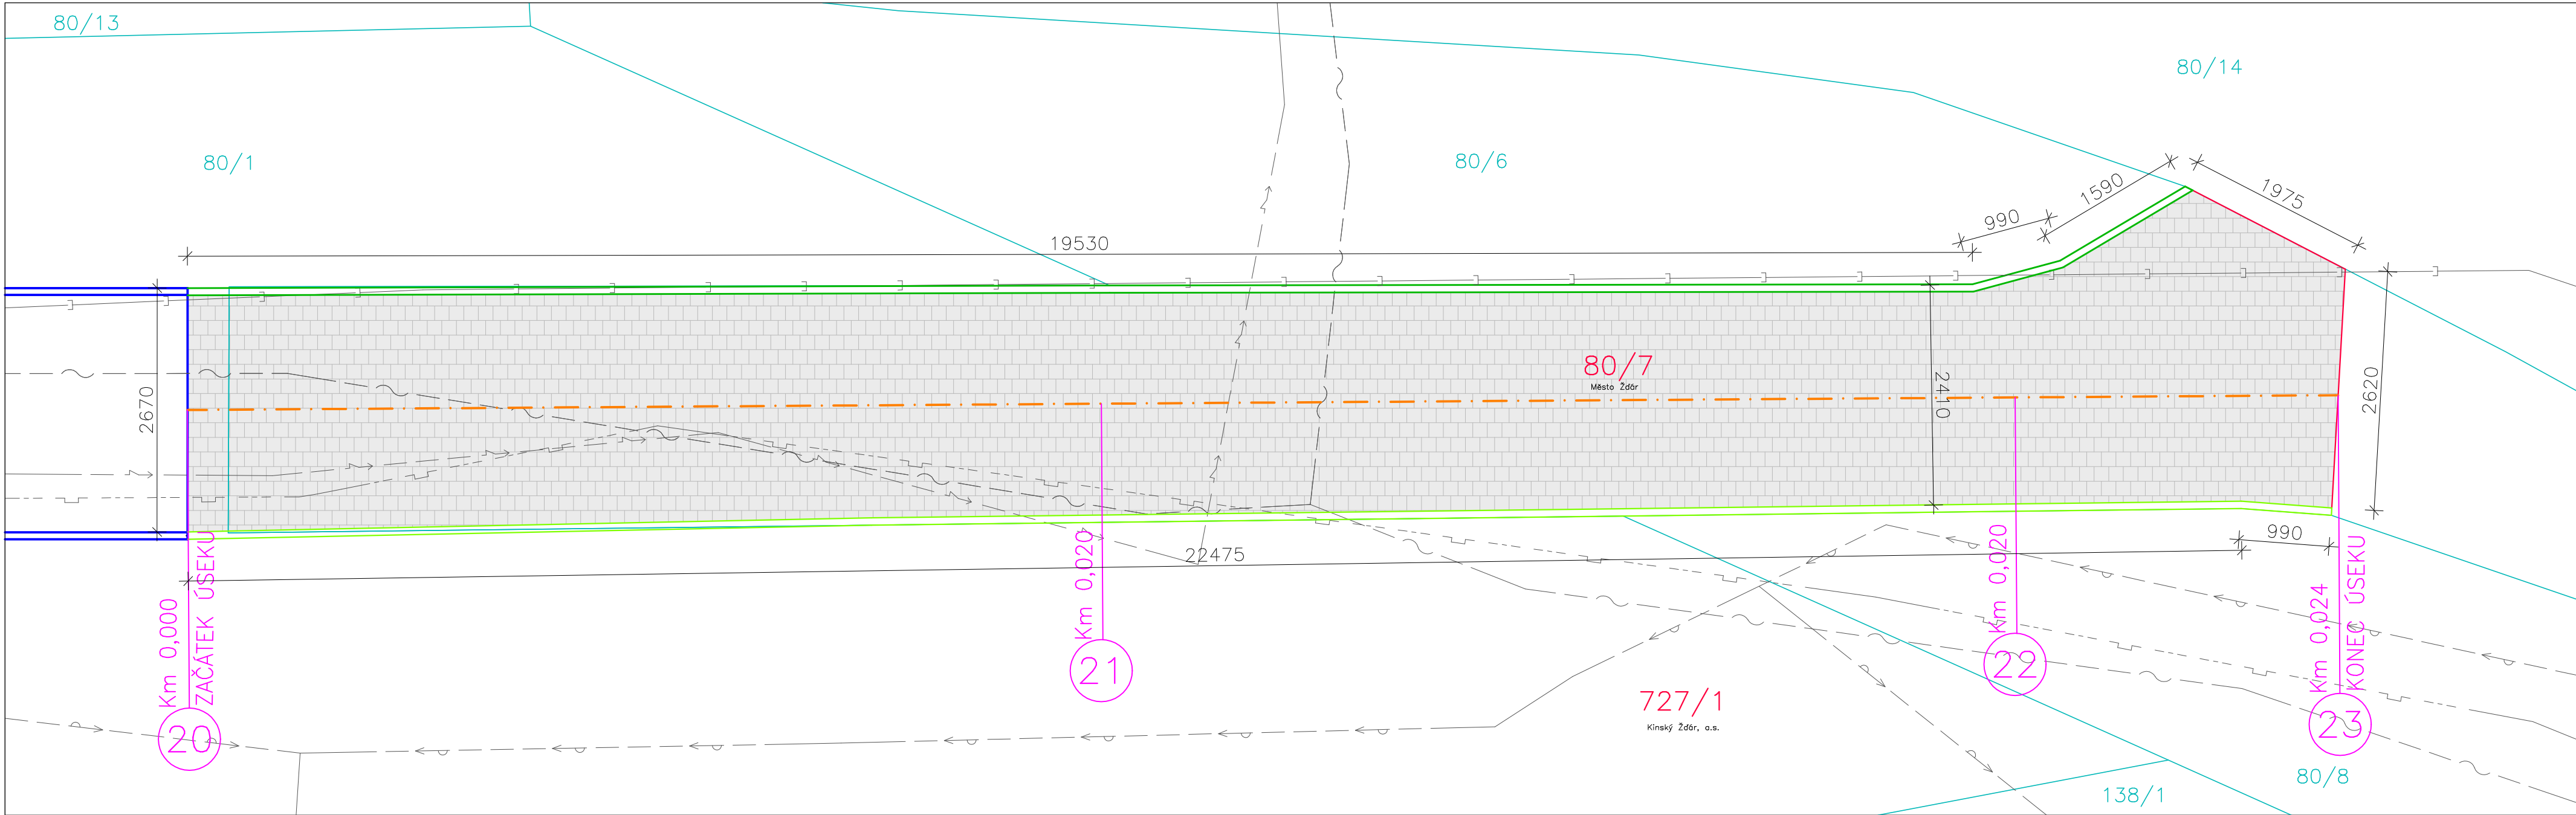 80/13
80/14
80/1
80/6
1590
1975
990
19530
80/7
Město Žďár
2670
2410
2620
22475
990
Km 0,000
ZAČÁTEK ÚSEKU
20
Km 0,020
21
Km 0,020
22
Km 0,024
KONEC ÚSEKU
23
727/1
Kinský Žďár, a.s.
80/8
138/1